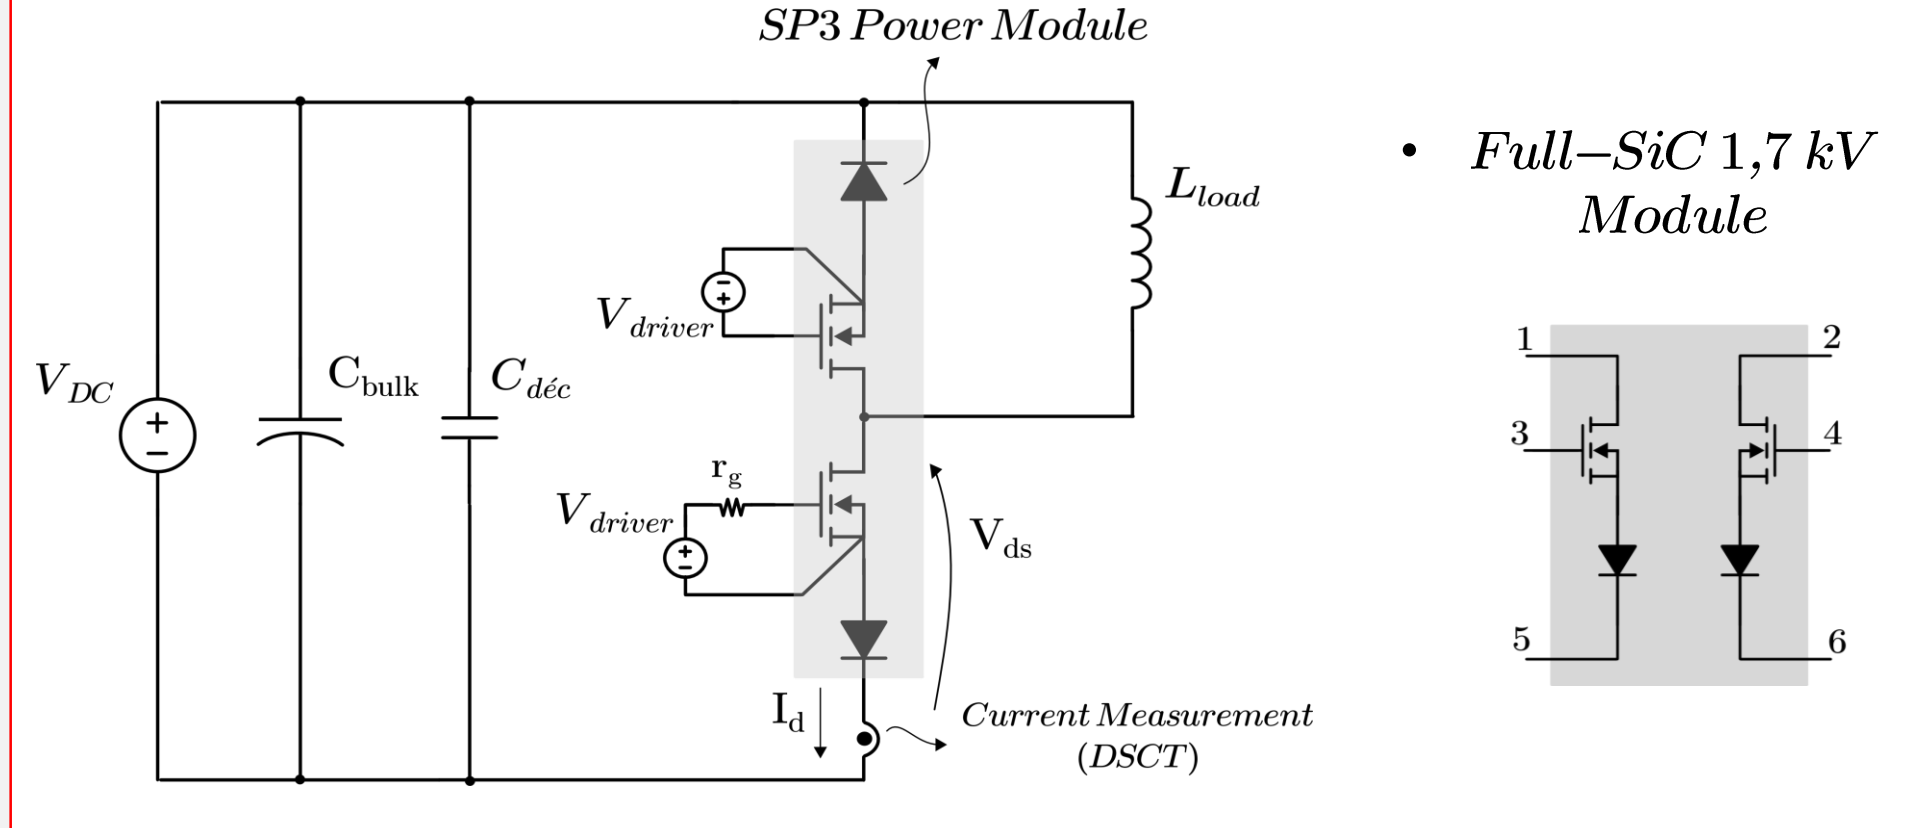 SP3 Power Module
L_load
• Full–SiC 1,7 kV
Module
V_driver
− +
V_DC
+ −
C_bulk
C_déc
r_g
V_driver
+ −
V_ds
I_d
Current Measurement
(DSCT)
1
2
3
4
5
6